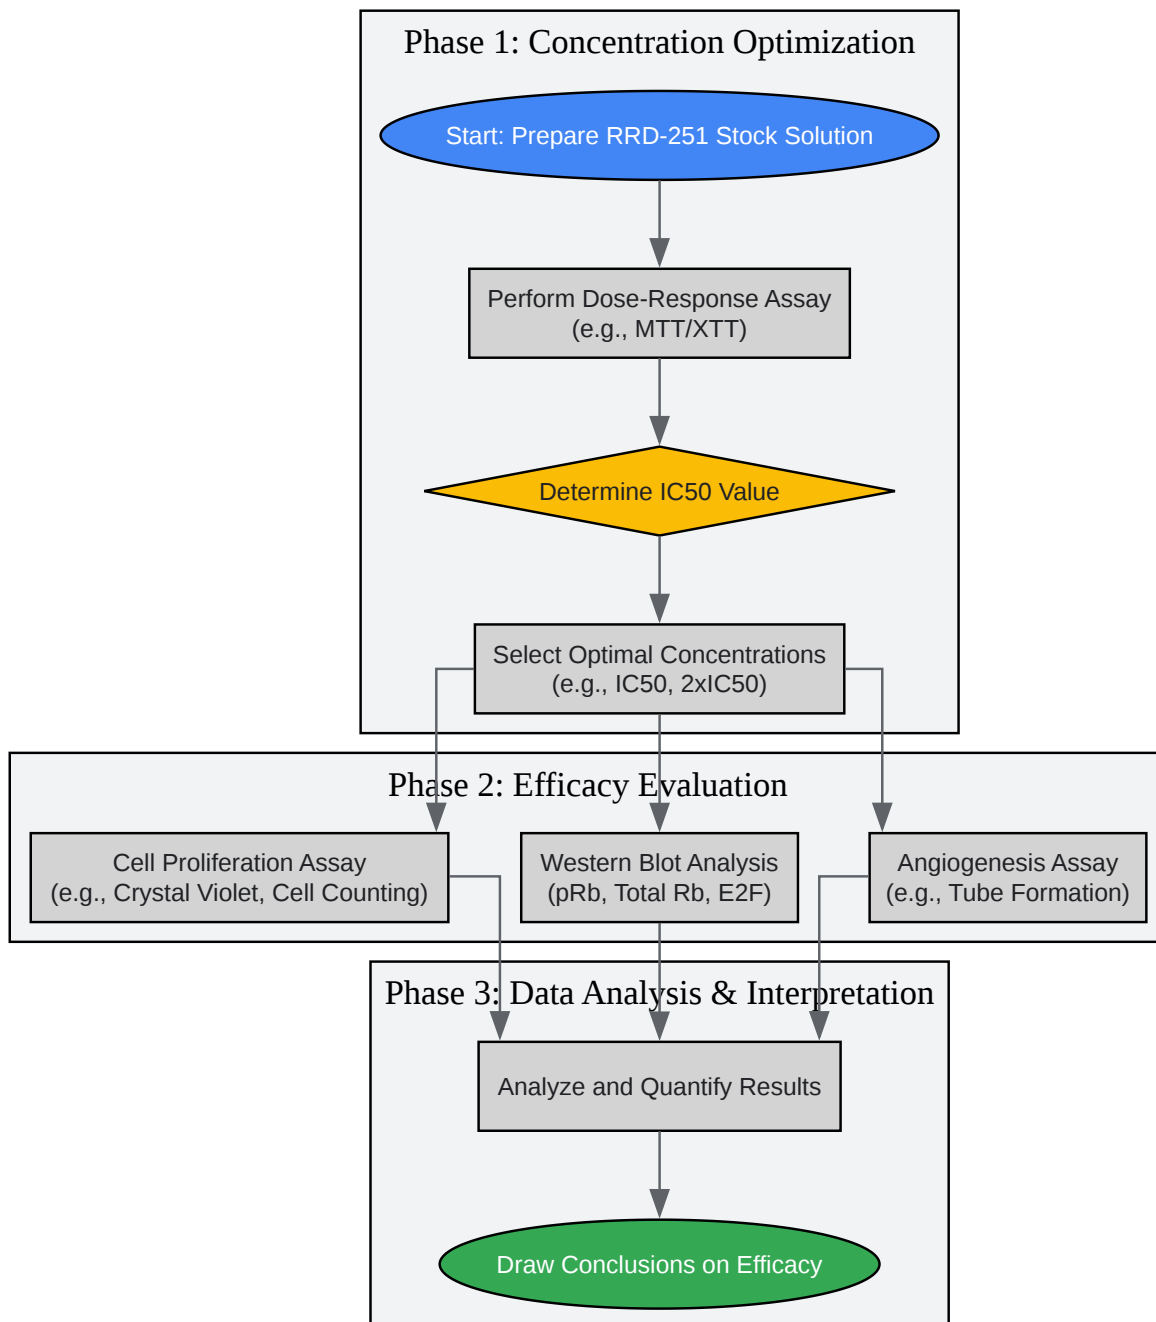 Phase 1: Concentration Optimization
Start: Prepare RRD-251 Stock Solution
Perform Dose-Response Assay
(e.g., MTT/XTT)
Determine IC50 Value
Select Optimal Concentrations
(e.g., IC50, 2xIC50)
Phase 2: Efficacy Evaluation
Cell Proliferation Assay
(e.g., Crystal Violet, Cell Counting)
Western Blot Analysis
(pRb, Total Rb, E2F)
Angiogenesis Assay
(e.g., Tube Formation)
Phase 3: Data Analysis & Interpretation
Analyze and Quantify Results
Draw Conclusions on Efficacy